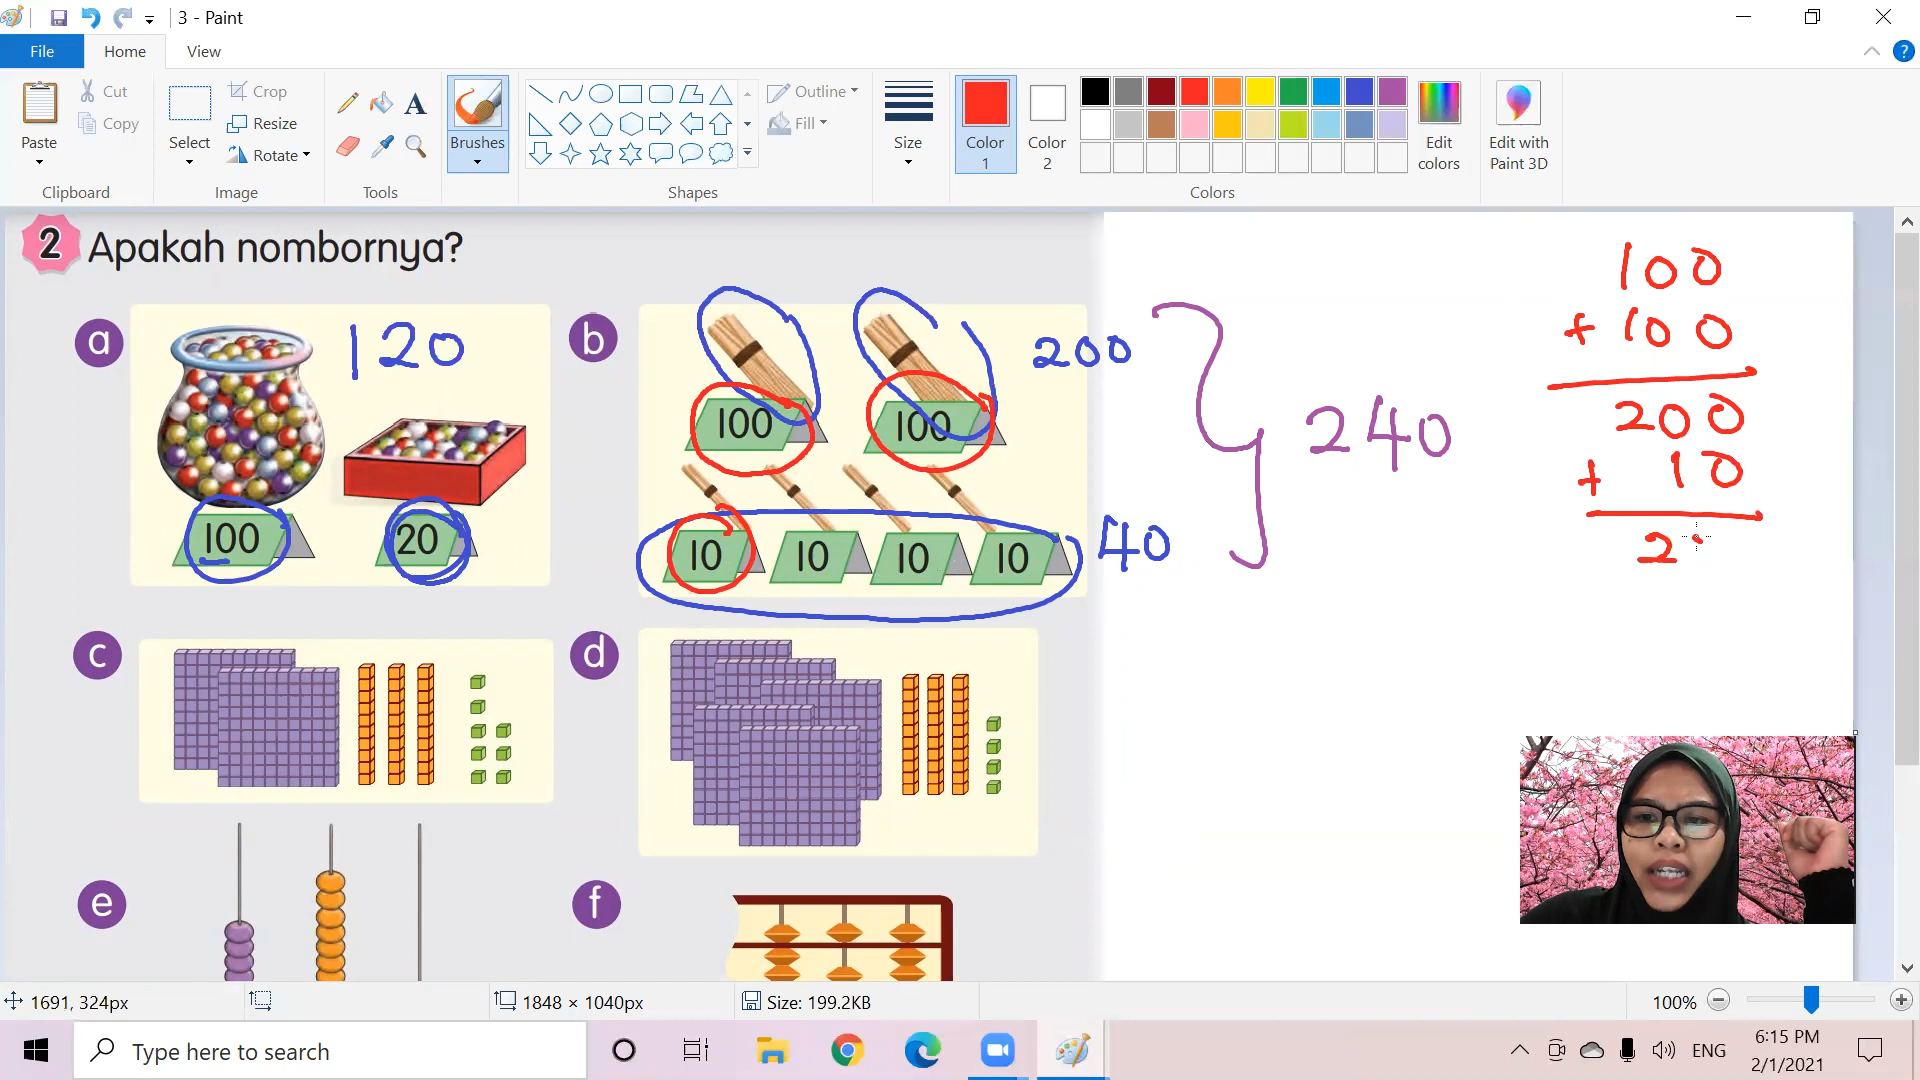 3 - Paint
File Home View
Paste
Cut
Copy
Clipboard
Select
Crop
Resize
Rotate
Image
Tools
Brushes
Shapes
Outline
Fill
Size
Color 1
Color 2
Colors
Edit colors
Edit with Paint 3D
2 Apakah nombornya?
a
120
100
20
b
100
100
200
10
10
10
10
40
240
100
+ 100
200
+ 10
2
c
d
e
f
1691, 324px
1848 × 1040px
Size: 199.2KB
100%
Type here to search
ENG
6:15 PM
2/1/2021